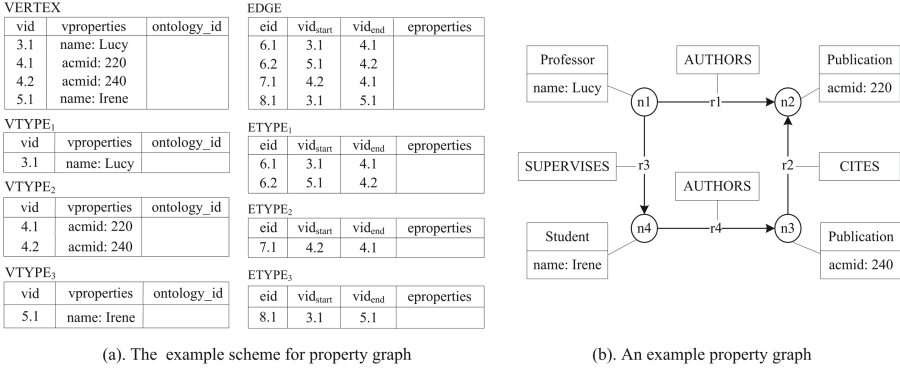 VERTEX
vid vproperties ontology_id
3.1 name: Lucy
4.1 acmid: 220
4.2 acmid: 240
5.1 name: Irene
VTYPE1
vid vproperties ontology_id
3.1 name: Lucy
VTYPE2
vid vproperties ontology_id
4.1 acmid: 220
4.2 acmid: 240
VTYPE3
vid vproperties ontology_id
5.1 name: Irene
EDGE
eid vidstart vidend eproperties
6.1 3.1 4.1
6.2 5.1 4.2
7.1 4.2 4.1
8.1 3.1 5.1
ETYPE1
eid vidstart vidend eproperties
6.1 3.1 4.1
6.2 5.1 4.2
ETYPE2
eid vidstart vidend eproperties
7.1 4.2 4.1
ETYPE3
eid vidstart vidend eproperties
8.1 3.1 5.1
(a). The example scheme for property graph
Professor
name: Lucy
AUTHORS
Publication
acmid: 220
n1
r1
n2
SUPERVISES
r3
r2
CITES
AUTHORS
n4
r4
n3
Student
name: Irene
Publication
acmid: 240
(b). An example property graph